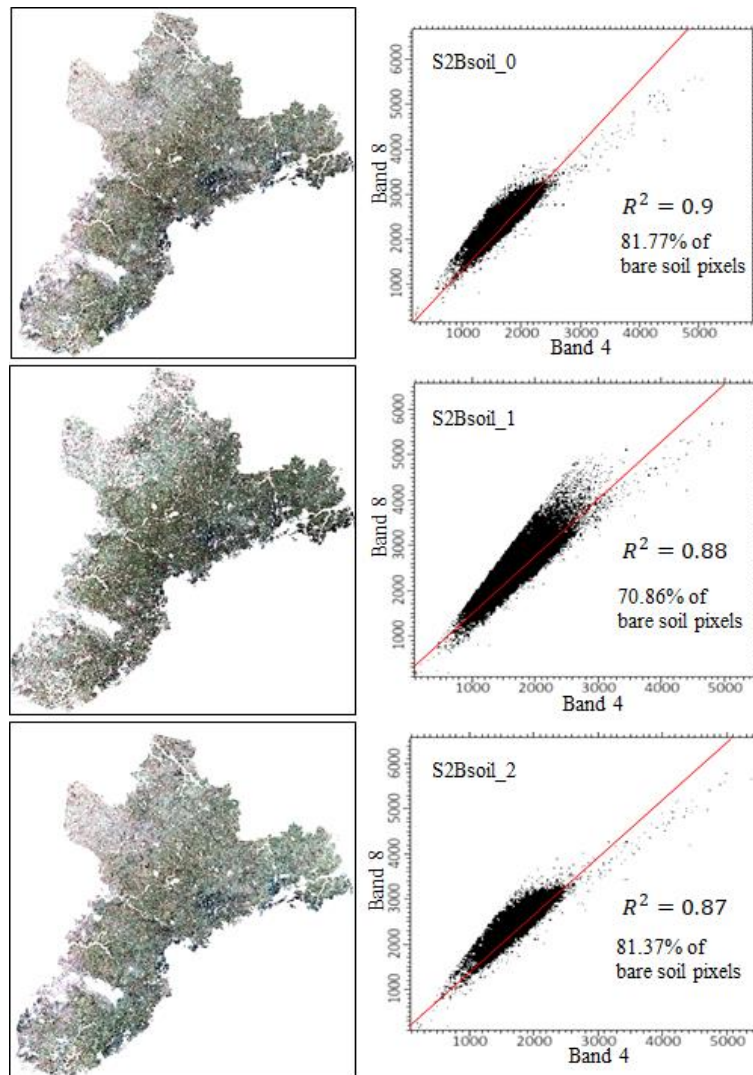 S2Bsoil_0
6000
5000
4000
3000
2000
1000
Band 8
R² = 0.9
81.77% of
bare soil pixels
1000 2000 3000 4000 5000
Band 4
S2Bsoil_1
6000
5000
4000
3000
2000
1000
Band 8
R² = 0.88
70.86% of
bare soil pixels
1000 2000 3000 4000 5000
Band 4
S2Bsoil_2
6000
5000
4000
3000
2000
1000
Band 8
R² = 0.87
81.37% of
bare soil pixels
1000 2000 3000 4000 5000
Band 4